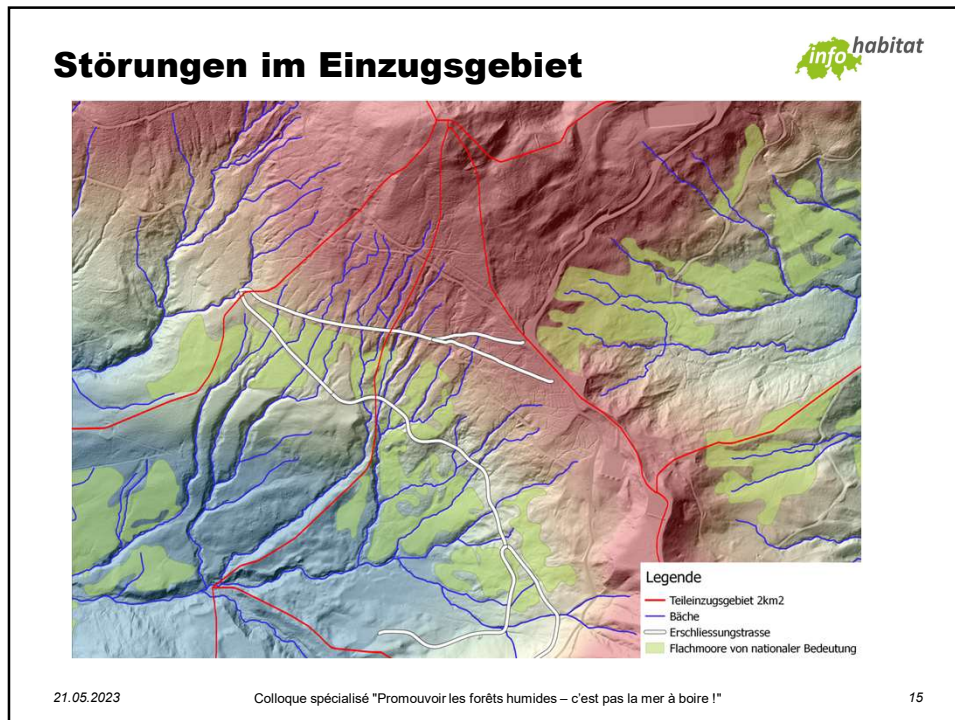 Störungen im Einzugsgebiet
info habitat
Legende
Teileinzugsgebiet 2km2
Bäche
Erschliessungstrasse
Flachmoore von nationaler Bedeutung
21.05.2023
Colloque spécialisé "Promouvoir les forêts humides – c'est pas la mer à boire !"
15